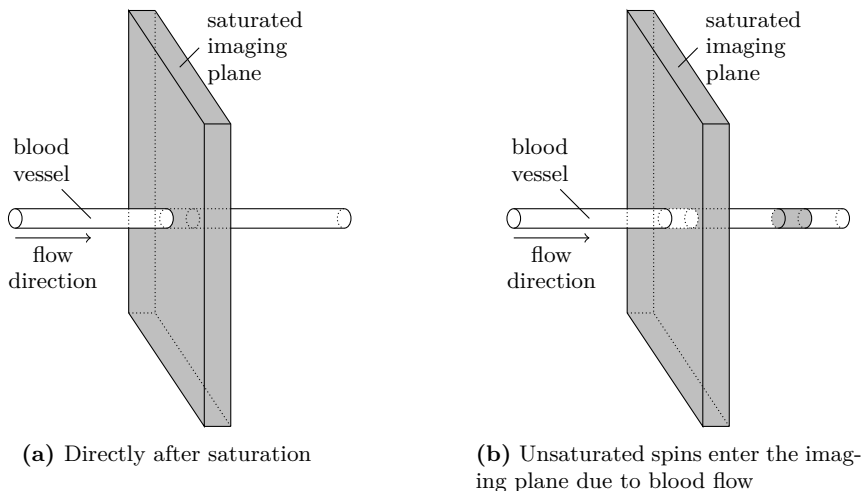 saturated
imaging
plane
blood
vessel
flow
direction
(a) Directly after saturation
saturated
imaging
plane
blood
vessel
flow
direction
(b) Unsaturated spins enter the imag-
ing plane due to blood flow